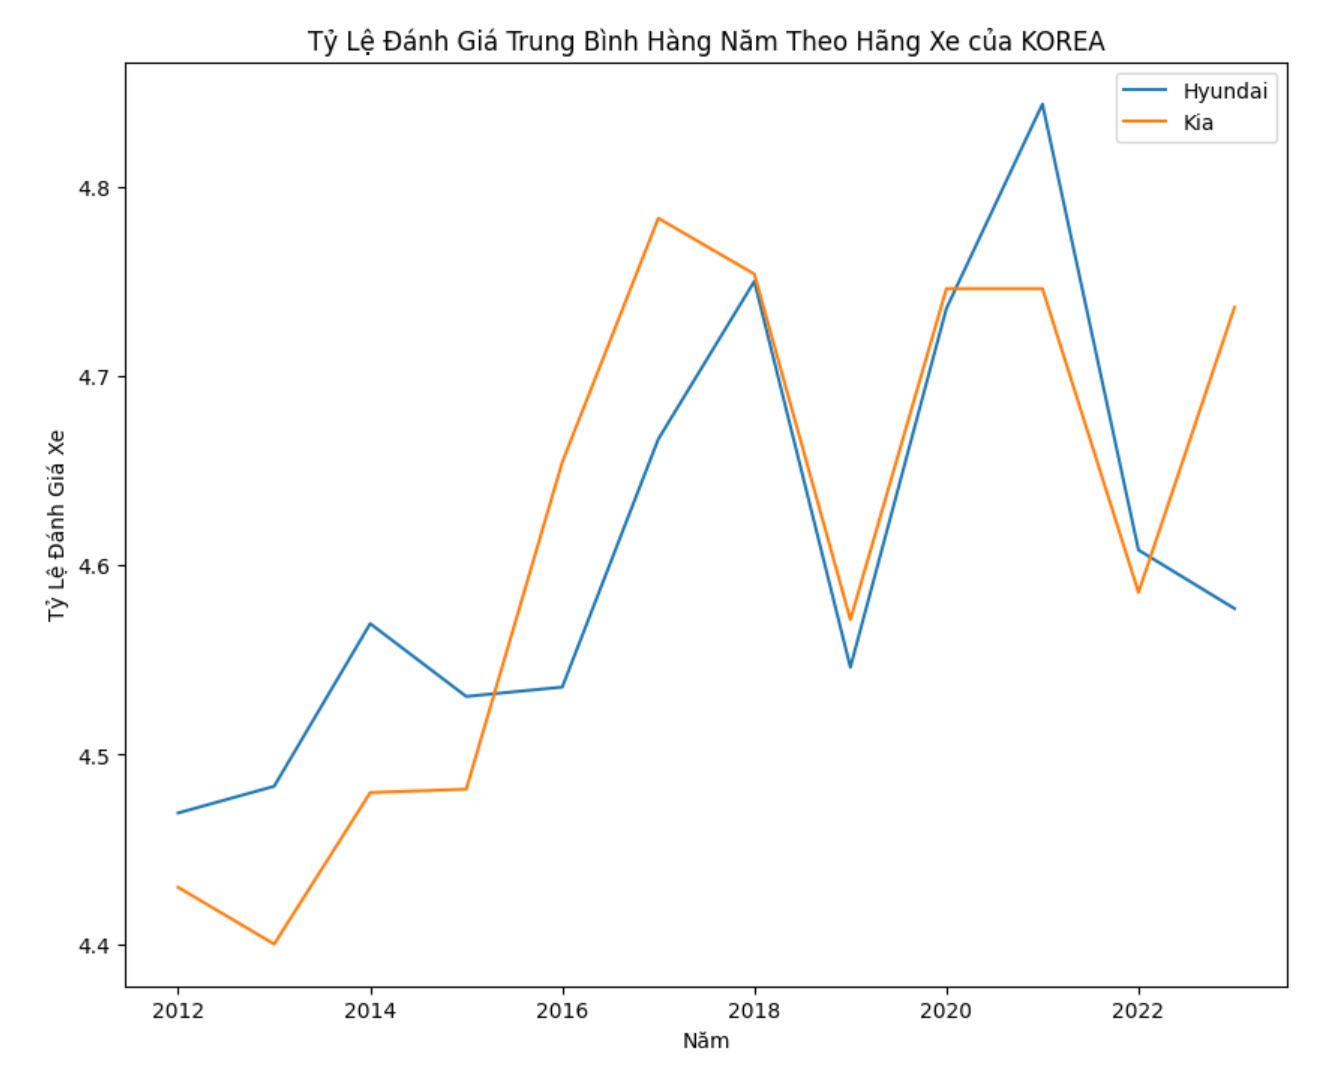 Tỷ Lệ Đánh Giá Trung Bình Hàng Năm Theo Hãng Xe của KOREA
Hyundai
Kia
Tỷ Lệ Đánh Giá Xe
4.8
4.7
4.6
4.5
4.4
2012 2014 2016 2018 2020 2022
Năm